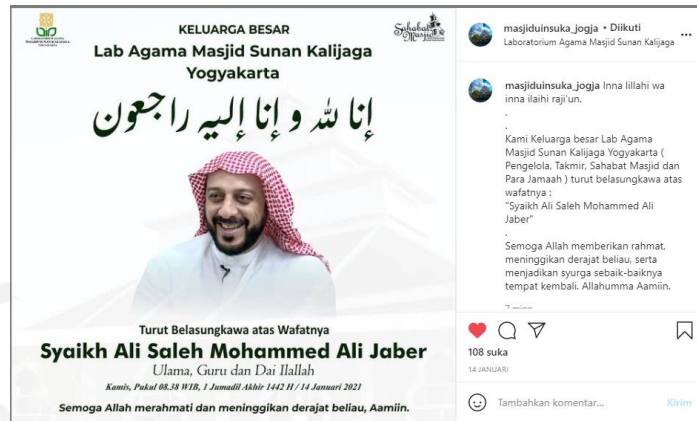 KELUARGA BESAR
Lab Agama Masjid Sunan Kalijaga
Yogyakarta
إنا لله و إنا إليه راجعون
Turut Belasungkawa atas Wafatnya
Syaikh Ali Saleh Mohammed Ali Jaber
Ulama, Guru dan Dai Ilallah
Kamis, Pukul 08.38 WIB, 1 Jumadil Akhir 1442 H / 14 Januari 2021
Semoga Allah merahmati dan meninggikan derajat beliau, Aamiin.
masjiduinsuka_jogja • Diikuti
Laboratorium Agama Masjid Sunan Kalijaga
masjiduinsuka_jogja Inna lillahi wa
inna ilaihi raji'un.
.
.
Kami Keluarga besar Lab Agama
Masjid Sunan Kalijaga Yogyakarta (
Pengelola, Takmir, Sahabat Masjid dan
Para Jamaah ) turut belasungkawa atas
wafatnya :
"Syaikh Ali Saleh Mohammed Ali
Jaber"
.
Semoga Allah memberikan rahmat,
meninggikan derajat beliau, serta
menjadikan syurga sebaik-baiknya
tempat kembali. Allahumma Aamiin.
108 suka
14 JANUARI
Tambahkan komentar...
Kirim